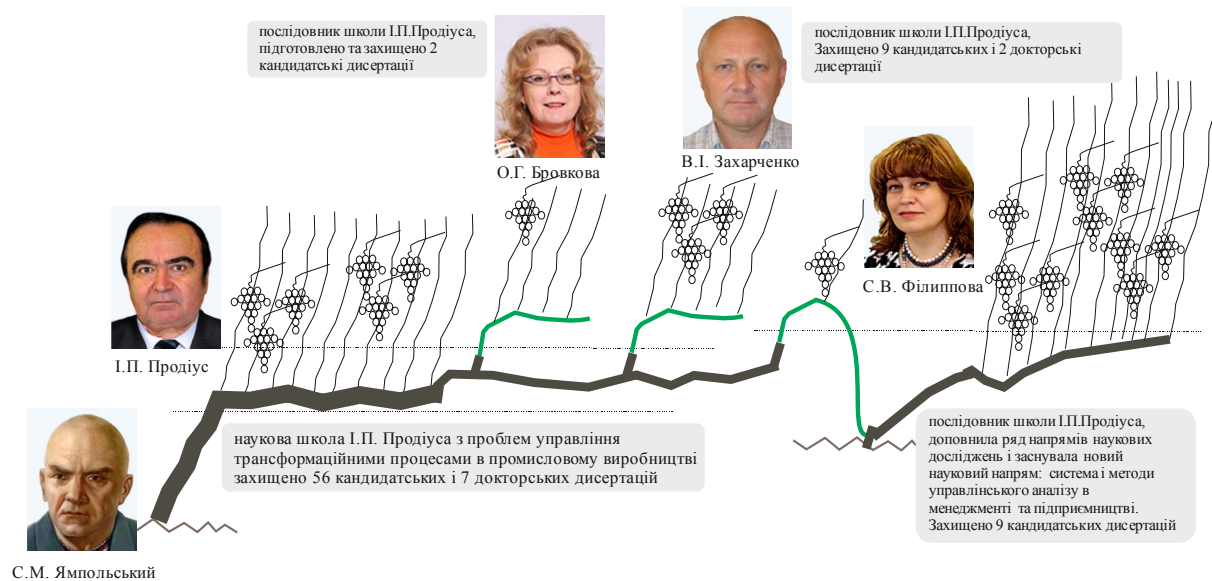 послідовник школи І.П.Продіуса,
підготовлено та захищено 2
кандидатські дисертації
послідовник школи І.П.Продіуса,
Захищено 9 кандидатських і 2 докторські
дисертації
О.Г. Бровкова
В.І. Захарченко
С.В. Філиппова
І.П. Продіус
наукова школа І.П. Продіуса з проблем управління
трансформаційними процесами в промисловому виробництві
захищено 56 кандидатських і 7 докторських дисертацій
послідовник школи І.П.Продіуса,
доповнила ряд напрямів наукових
досліджень і заснувала новий
науковий напрям: система і методи
управлінського аналізу в
менеджменті та підприємництві.
Захищено 9 кандидатських дисертацій
С.М. Ямпольський